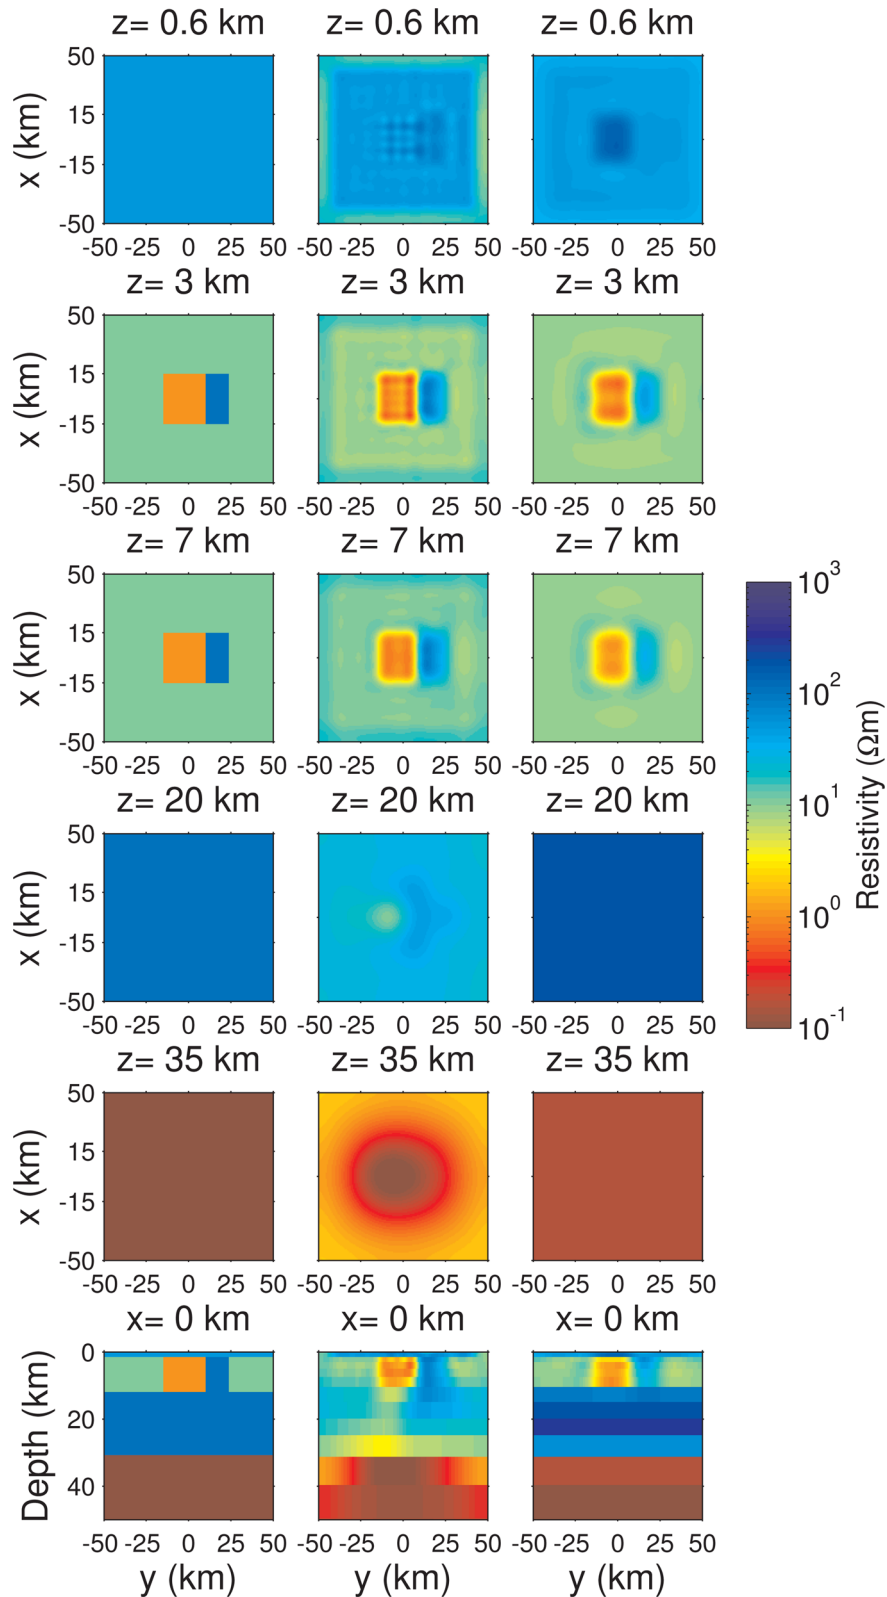 z= 0.6 km z= 0.6 km z= 0.6 km
50
15
-15
-50
x (km)
-50 -25 0 25 50 -50 -25 0 25 50 -50 -25 0 25 50
z= 3 km z= 3 km z= 3 km
50
15
-15
-50
x (km)
-50 -25 0 25 50 -50 -25 0 25 50 -50 -25 0 25 50
z= 7 km z= 7 km z= 7 km
50
15
-15
-50
x (km)
-50 -25 0 25 50 -50 -25 0 25 50 -50 -25 0 25 50
z= 20 km z= 20 km z= 20 km
50
15
-15
-50
x (km)
-50 -25 0 25 50 -50 -25 0 25 50 -50 -25 0 25 50
z= 35 km z= 35 km z= 35 km
50
15
-15
-50
x (km)
-50 -25 0 25 50 -50 -25 0 25 50 -50 -25 0 25 50
x= 0 km x= 0 km x= 0 km
0
20
40
Depth (km)
-50 -25 0 25 50 -50 -25 0 25 50 -50 -25 0 25 50
y (km) y (km) y (km)
10³
10²
10¹
10⁰
10⁻¹
Resistivity (Ωm)